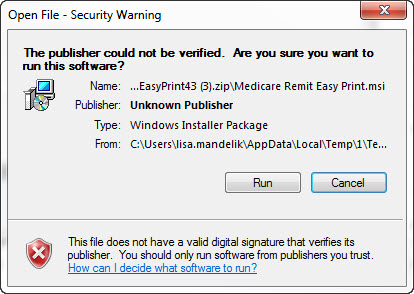 Open File - Security Warning
The publisher could not be verified. Are you sure you want to
run this software?
Name: ...EasyPrint43 (3).zip\Medicare Remit Easy Print.msi
Publisher: Unknown Publisher
Type: Windows Installer Package
From: C:\Users\lisa.mandelik\AppData\Local\Temp\1\Te...
Run Cancel
This file does not have a valid digital signature that verifies its
publisher. You should only run software from publishers you trust.
How can I decide what software to run?